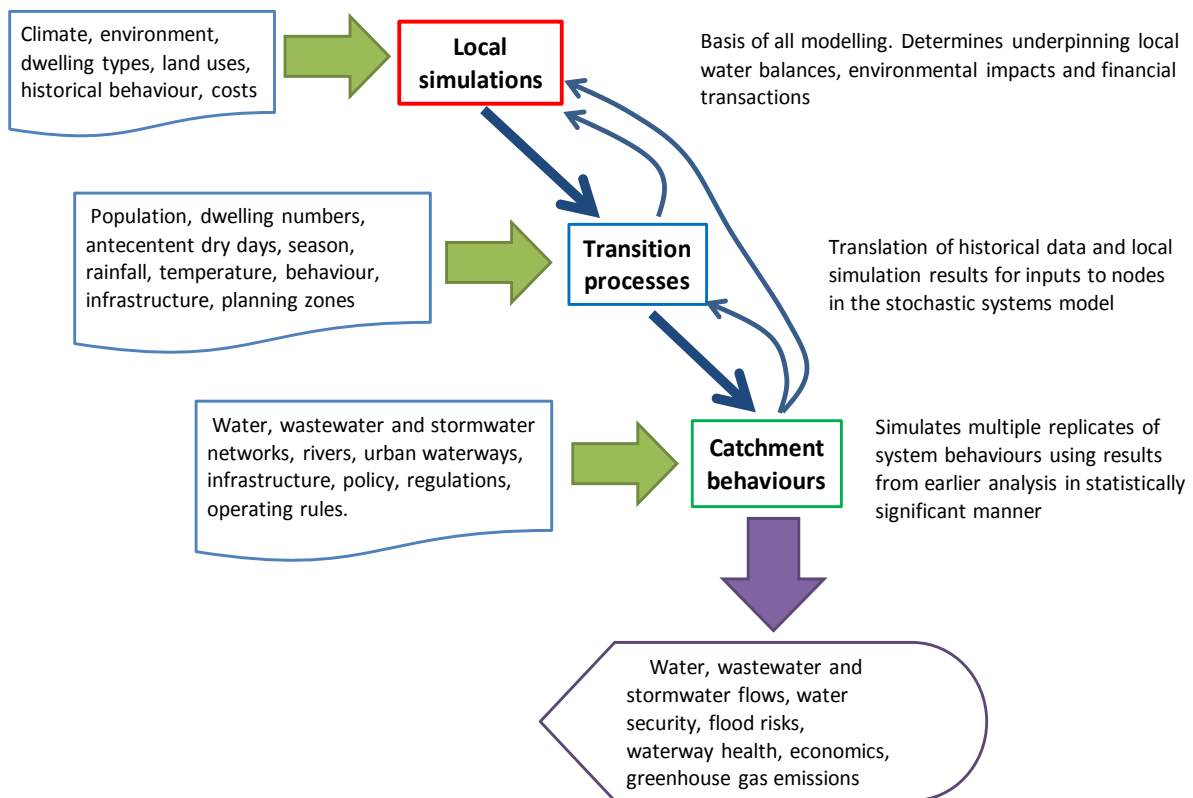 Climate, environment,
dwelling types, land uses,
historical behaviour, costs
Local
simulations
Basis of all modelling. Determines underpinning local
water balances, environmental impacts and financial
transactions
Population, dwelling numbers,
antecentent dry days, season,
rainfall, temperature, behaviour,
infrastructure, planning zones
Transition
processes
Translation of historical data and local
simulation results for inputs to nodes
in the stochastic systems model
Water, wastewater and stormwater
networks, rivers, urban waterways,
infrastructure, policy, regulations,
operating rules.
Catchment
behaviours
Simulates multiple replicates of
system behaviours using results
from earlier analysis in statistically
significant manner
Water, wastewater and
stormwater flows, water
security, flood risks,
waterway health, economics,
greenhouse gas emissions